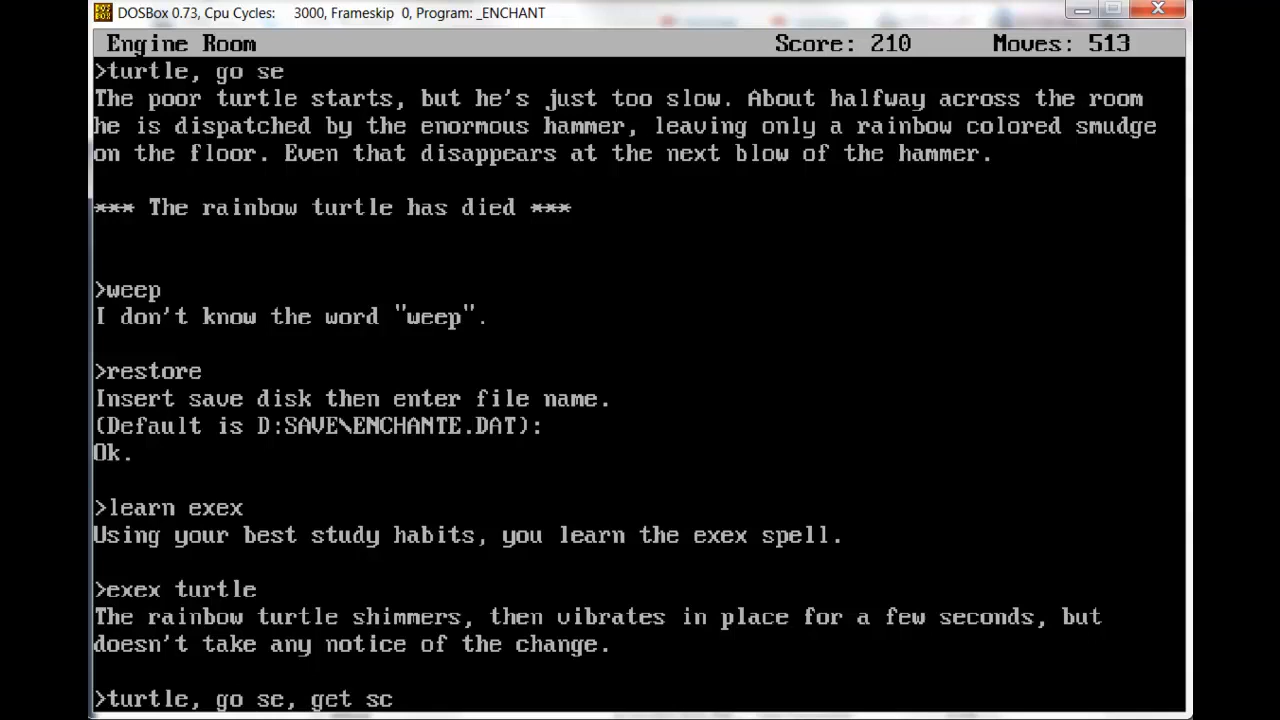 DOSBox 0.73, Cpu Cycles: 3000, Frameskip 0, Program: _ENCHANT
Engine Room Score: 210 Moves: 513
>turtle, go se
The poor turtle starts, but he's just too slow. About halfway across the room
he is dispatched by the enormous hammer, leaving only a rainbow colored smudge
on the floor. Even that disappears at the next blow of the hammer.
*** The rainbow turtle has died ***
>weep
I don't know the word "weep".
>restore
Insert save disk then enter file name.
(Default is D:SAVE\ENCHANTE.DAT):
Ok.
>learn exex
Using your best study habits, you learn the exex spell.
>exex turtle
The rainbow turtle shimmers, then vibrates in place for a few seconds, but
doesn't take any notice of the change.
>turtle, go se, get sc